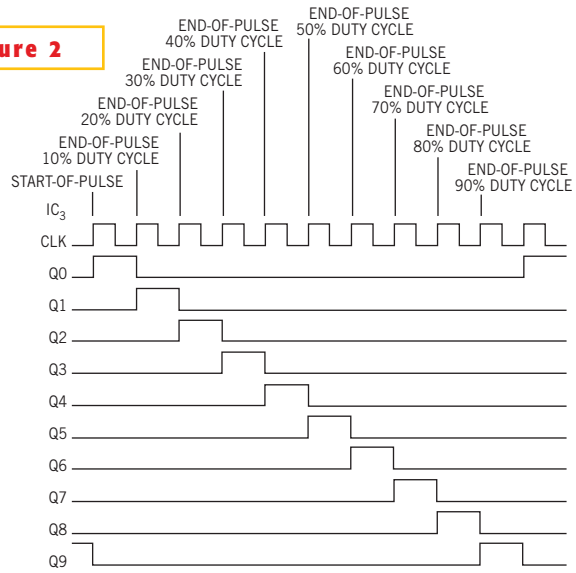 ure 2
END-OF-PULSE
50% DUTY CYCLE
END-OF-PULSE
40% DUTY CYCLE
END-OF-PULSE
60% DUTY CYCLE
END-OF-PULSE
30% DUTY CYCLE
END-OF-PULSE
70% DUTY CYCLE
END-OF-PULSE
20% DUTY CYCLE
END-OF-PULSE
80% DUTY CYCLE
END-OF-PULSE
10% DUTY CYCLE
END-OF-PULSE
90% DUTY CYCLE
START-OF-PULSE
IC3
CLK
Q0
Q1
Q2
Q3
Q4
Q5
Q6
Q7
Q8
Q9